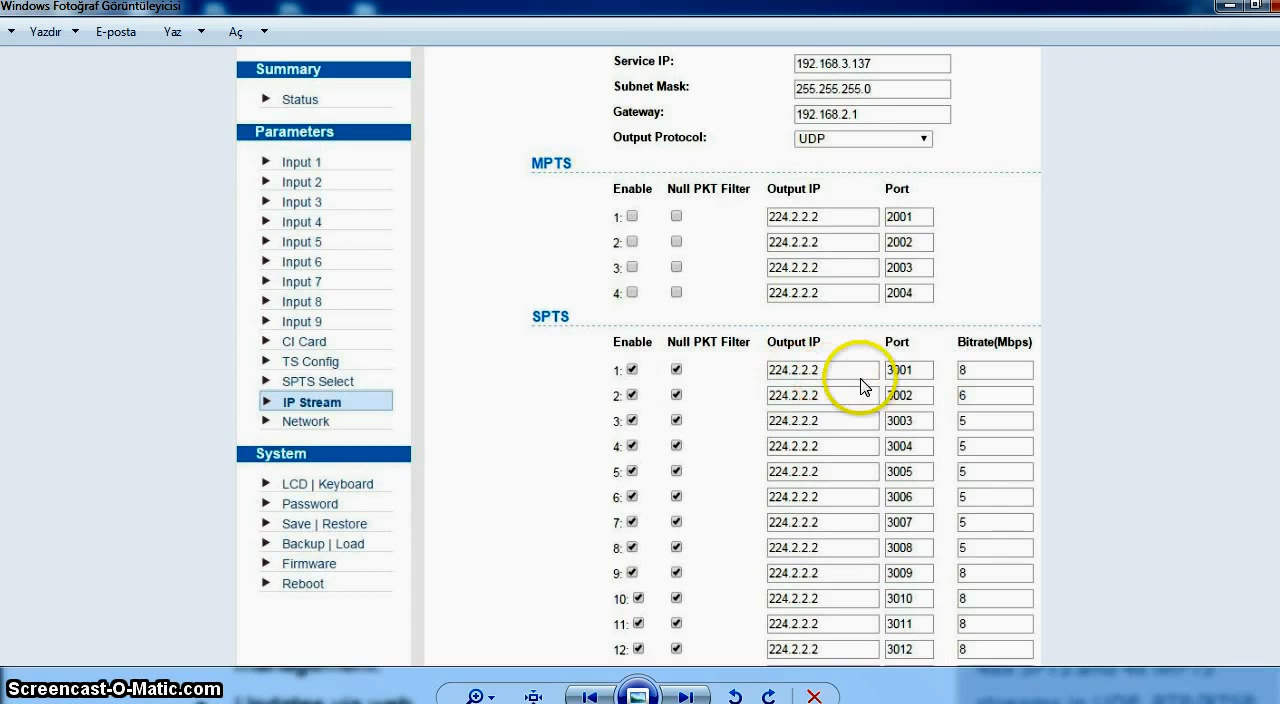 Windows Fotoğraf Görüntüleyicisi
Yazdır E-posta Yaz Aç
Summary
Status
Parameters
Input 1
Input 2
Input 3
Input 4
Input 5
Input 6
Input 7
Input 8
Input 9
CI Card
TS Config
SPTS Select
IP Stream
Network
System
LCD | Keyboard
Password
Save | Restore
Backup | Load
Firmware
Reboot
Service IP: 192.168.3.137
Subnet Mask: 255.255.255.0
Gateway: 192.168.2.1
Output Protocol: UDP
MPTS
Enable Null PKT Filter Output IP Port
1: 224.2.2.2 2001
2: 224.2.2.2 2002
3: 224.2.2.2 2003
4: 224.2.2.2 2004
SPTS
Enable Null PKT Filter Output IP Port Bitrate(Mbps)
1: 224.2.2.2 3001 8
2: 224.2.2.2 3002 6
3: 224.2.2.2 3003 5
4: 224.2.2.2 3004 5
5: 224.2.2.2 3005 5
6: 224.2.2.2 3006 5
7: 224.2.2.2 3007 5
8: 224.2.2.2 3008 5
9: 224.2.2.2 3009 8
10: 224.2.2.2 3010 8
11: 224.2.2.2 3011 8
12: 224.2.2.2 3012 8
Screencast-O-Matic.com